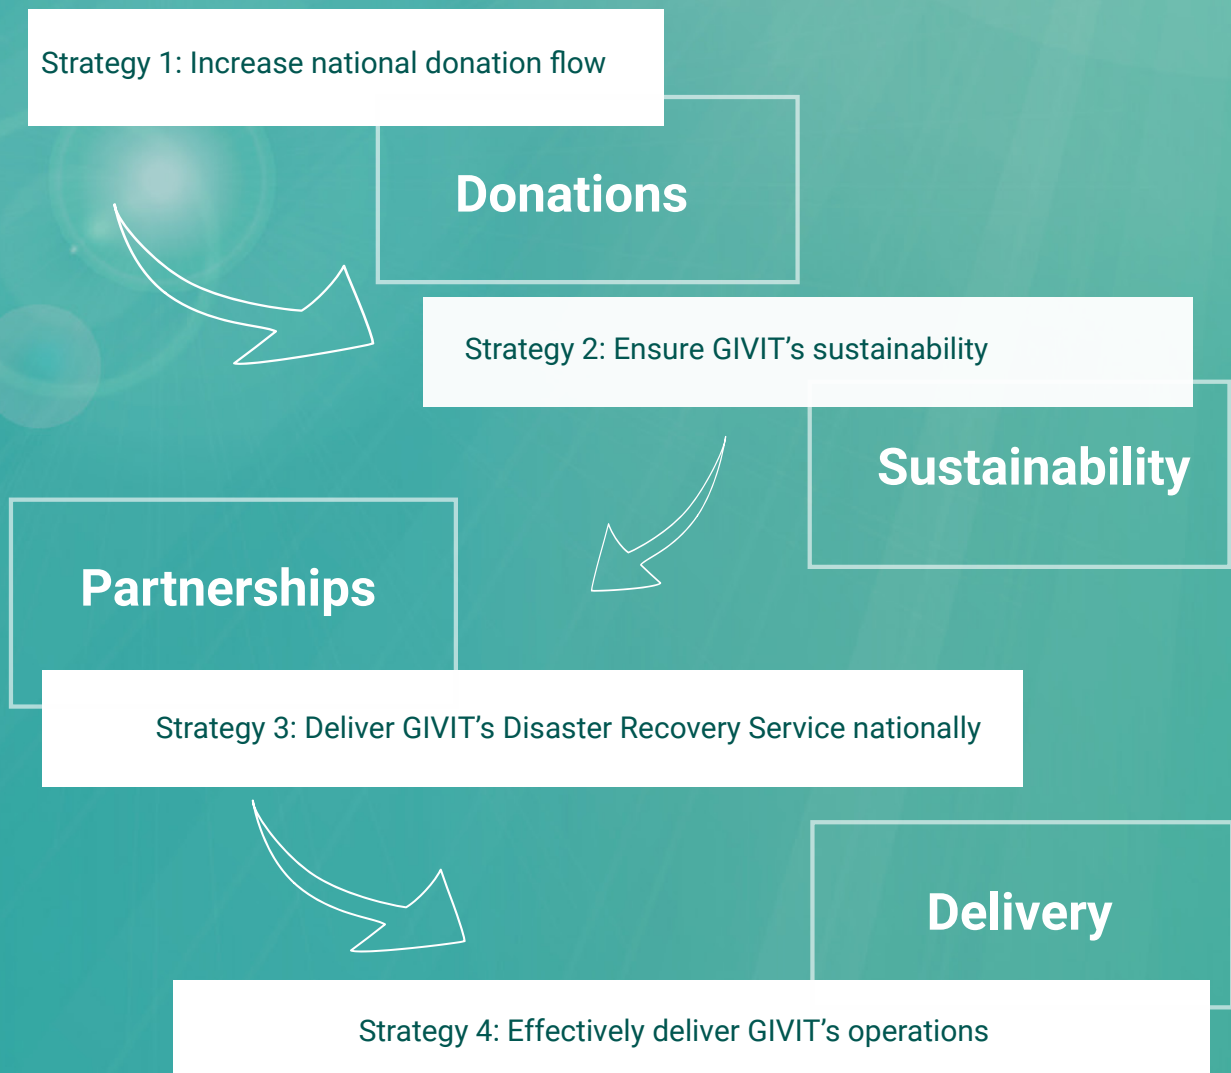 Strategy 1: Increase national donation flow
Donations
Strategy 2: Ensure GIVIT’s sustainability
Sustainability
Partnerships
Strategy 3: Deliver GIVIT’s Disaster Recovery Service nationally
Delivery
Strategy 4: Effectively deliver GIVIT’s operations